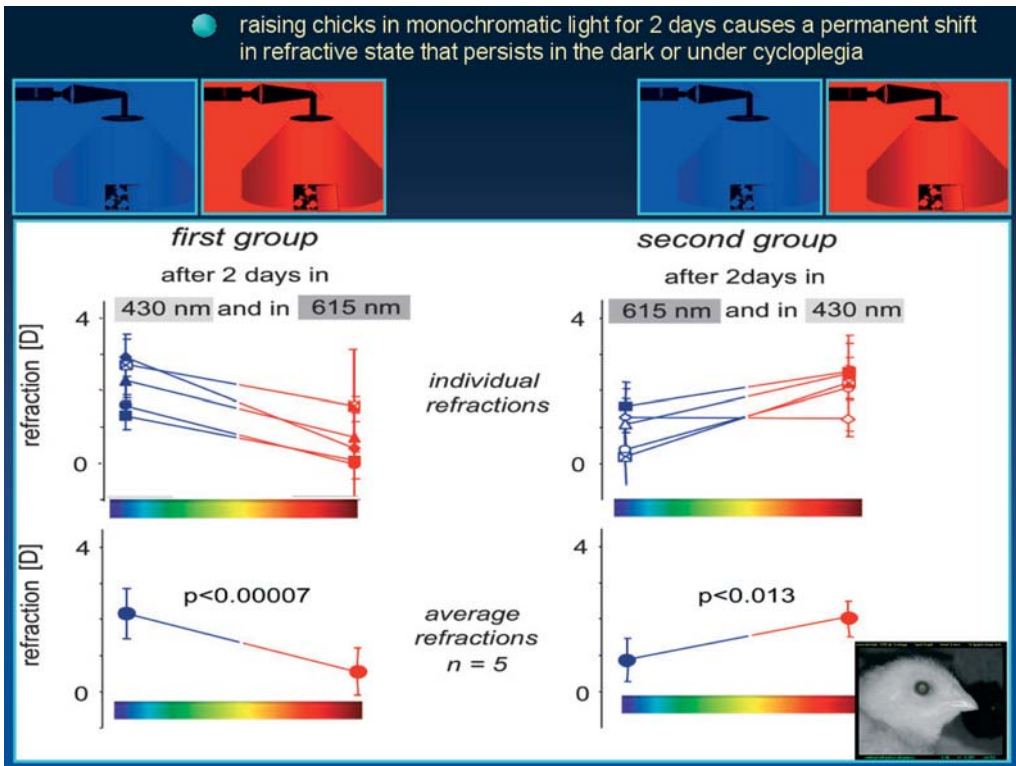 raising chicks in monochromatic light for 2 days causes a permanent shift
in refractive state that persists in the dark or under cycloplegia
first group
after 2 days in
430 nm and in 615 nm
refraction [D]
4
0
individual
refractions
second group
after 2days in
615 nm and in 430 nm
4
0
refraction [D]
4
0
p<0.00007
average
refractions
n = 5
4
0
p<0.013